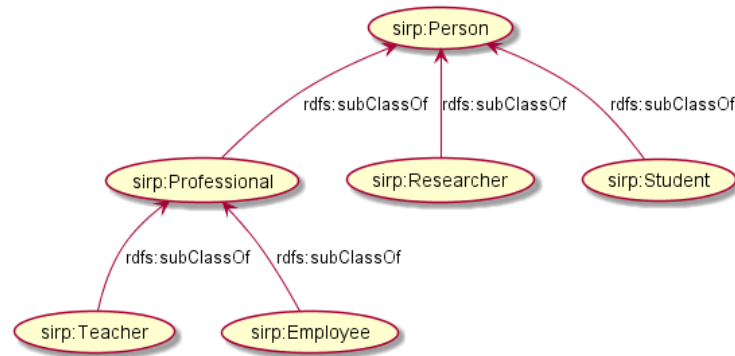 sirp:Person
rdfs:subClassOf
rdfs:subClassOf
rdfs:subClassOf
sirp:Professional
sirp:Researcher
sirp:Student
rdfs:subClassOf
rdfs:subClassOf
sirp:Teacher
sirp:Employee